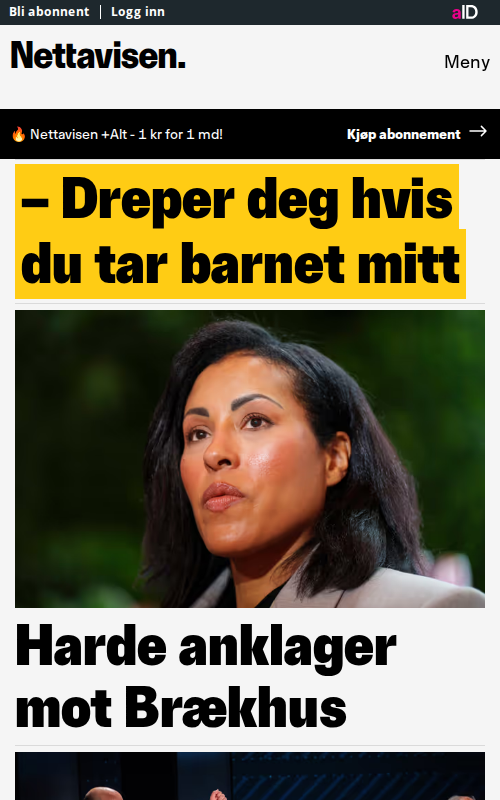 Bli abonnent | Logg inn
aID
Nettavisen.
Meny
🔥 Nettavisen +Alt - 1 kr for 1 md!
Kjøp abonnement →
– Dreper deg hvis
du tar barnet mitt
Harde anklager
mot Brækhus